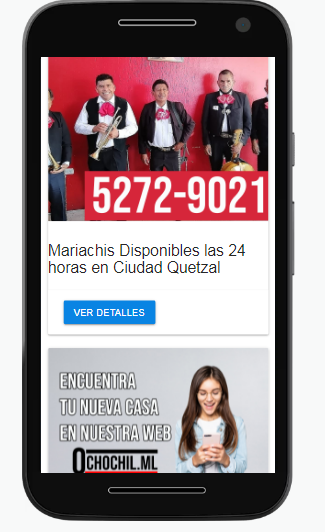 5272-9021
Mariachis Disponibles las 24
horas en Ciudad Quetzal
VER DETALLES
ENCUENTRA
TU NUEVA CASA
EN NUESTRA WEB
OCHOCHIL.ML